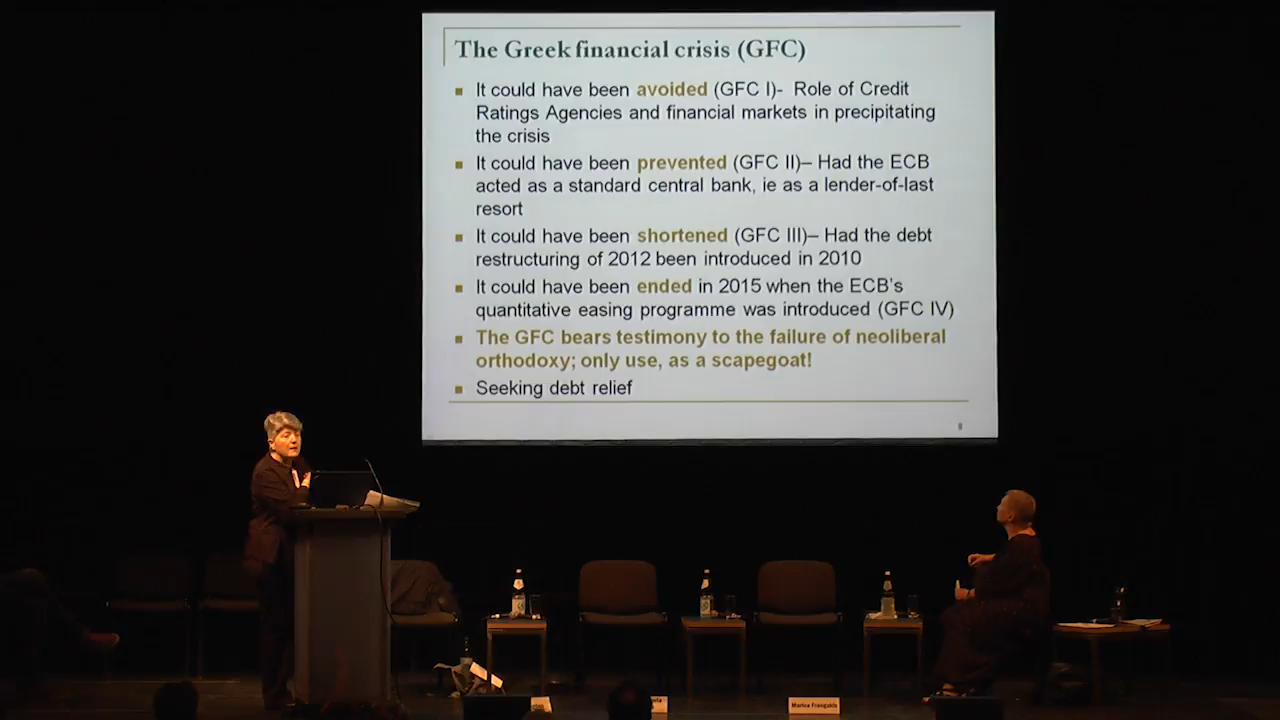 The Greek financial crisis (GFC)
It could have been avoided (GFC I)- Role of Credit
Ratings Agencies and financial markets in precipitating
the crisis
It could have been prevented (GFC II)– Had the ECB
acted as a standard central bank, ie as a lender-of-last
resort
It could have been shortened (GFC III)– Had the debt
restructuring of 2012 been introduced in 2010
It could have been ended in 2015 when the ECB's
quantitative easing programme was introduced (GFC IV)
The GFC bears testimony to the failure of neoliberal
orthodoxy; only use, as a scapegoat!
Seeking debt relief
8
Marica Frangakis